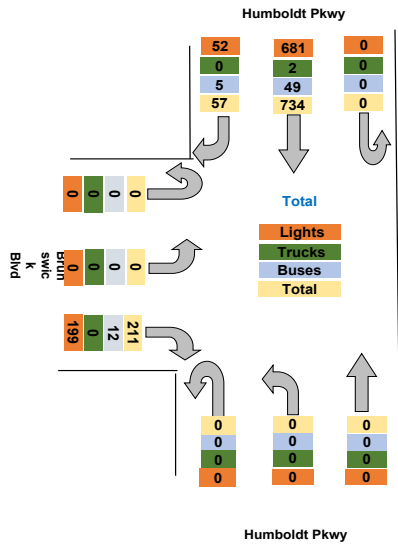 Humboldt Pkwy
52 681 0
0 2 0
5 49 0
57 734 0
0 0 0 0
Total
Lights
Trucks
Buses
Total
Brun
swic
k
Blvd
0 0 0 0
199 0 12 211
0 0 0
0 0 0
0 0 0
0 0 0
Humboldt Pkwy